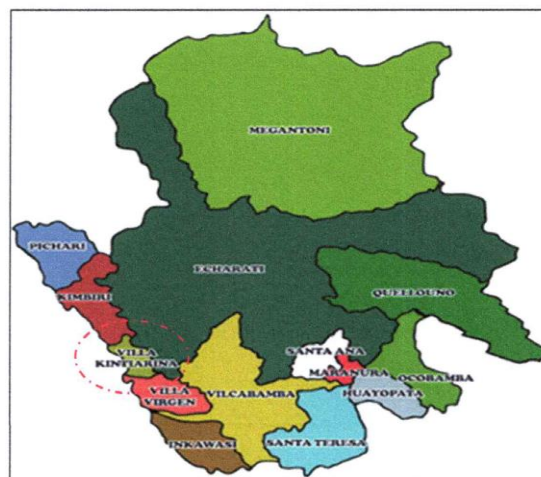 MEGANTONI
PICHARI
ECHARATI
KIMBIRI
QUELLOUNO
VILLA
KINTIARINA
SANTA ANA
MARANURA
OCOBAMBA
VILLA
VIRGEN
VILCABAMBA
HUAYOPATA
INKAWASI
SANTA TERESA